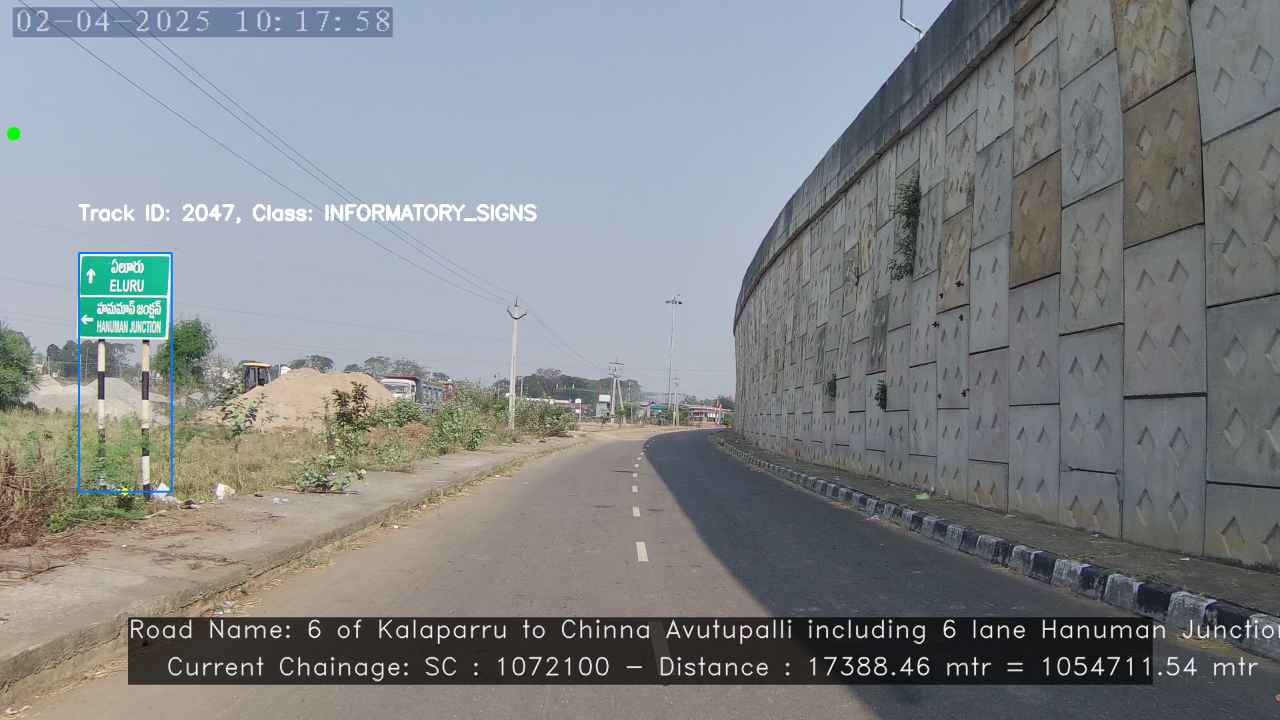 02-04-2025 10:17:58
Track ID: 2047, Class: INFORMATORY_SIGNS
ఏలూరు
ELURU
హనుమాన్ జంక్షన్
HANUMAN JUNCTION
Road Name: 6 of Kalaparru to Chinna Avutupalli including 6 lane Hanuman Junctio
Current Chainage: SC : 1072100 - Distance : 17388.46 mtr = 1054711.54 mtr